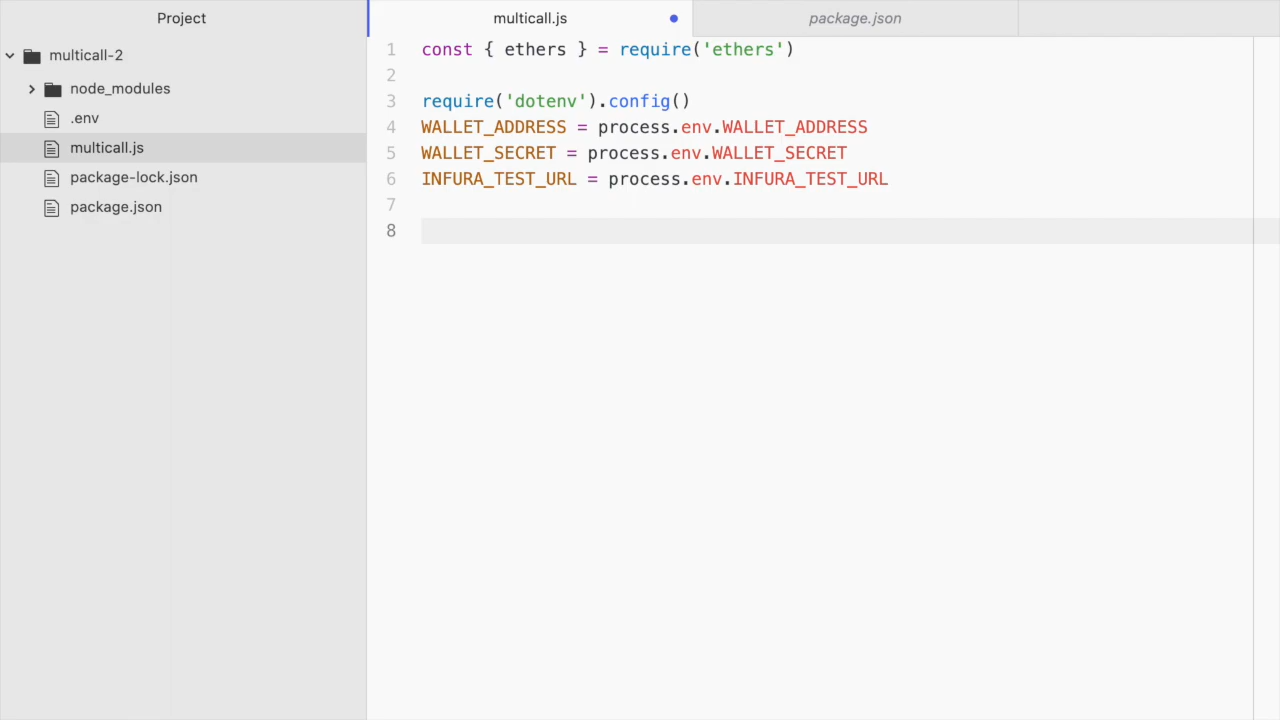 Project
multicall-2
node_modules
.env
multicall.js
package-lock.json
package.json
multicall.js
package.json
1 const { ethers } = require('ethers')
2
3 require('dotenv').config()
4 WALLET_ADDRESS = process.env.WALLET_ADDRESS
5 WALLET_SECRET = process.env.WALLET_SECRET
6 INFURA_TEST_URL = process.env.INFURA_TEST_URL
7
8